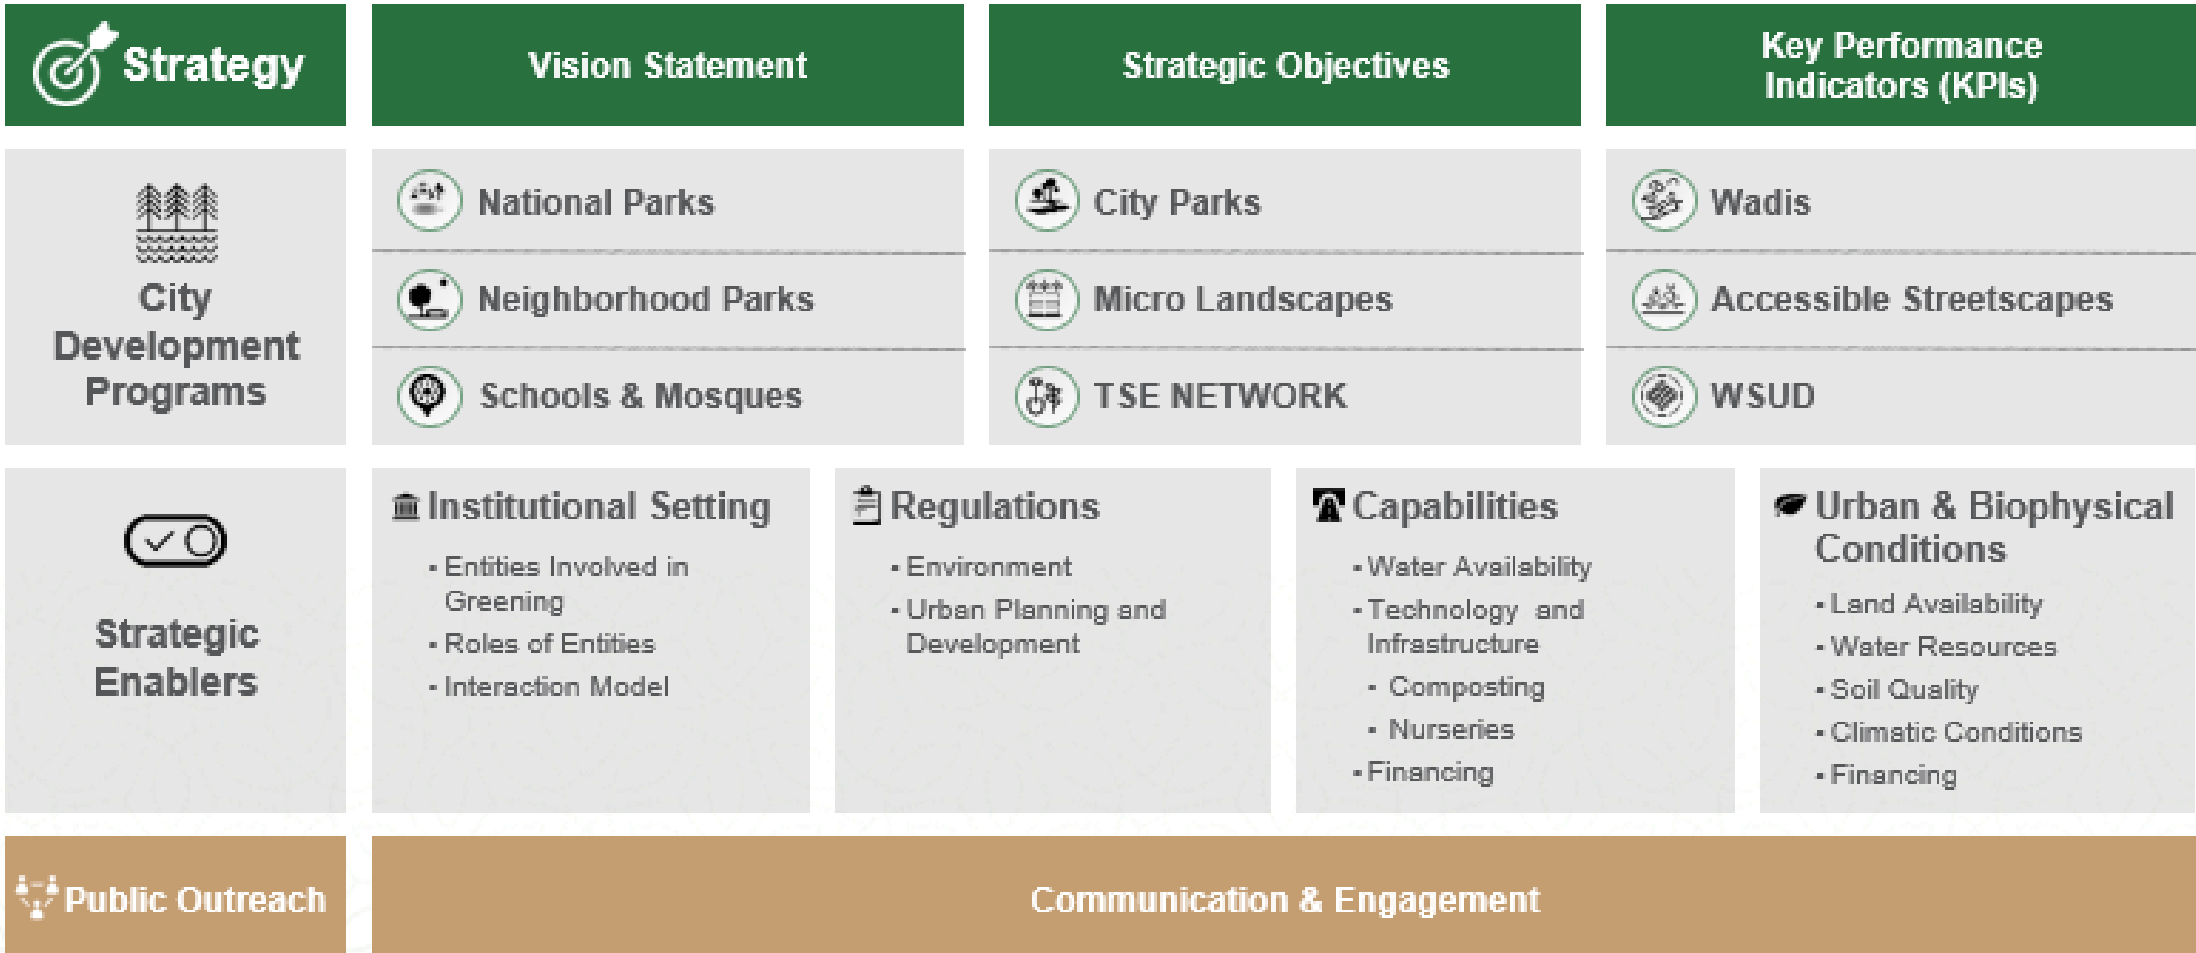 Strategy
Vision Statement
Strategic Objectives
Key Performance
Indicators (KPIs)
City
Development
Programs
National Parks
City Parks
Wadis
Neighborhood Parks
Micro Landscapes
Accessible Streetscapes
Schools & Mosques
TSE NETWORK
WSUD
Strategic
Enablers
Institutional Setting
▪ Entities Involved in
Greening
▪ Roles of Entities
▪ Interaction Model
Regulations
▪ Environment
▪ Urban Planning and
Development
Capabilities
▪ Water Availability
▪ Technology and
Infrastructure
▪ Composting
▪ Nurseries
▪ Financing
Urban & Biophysical
Conditions
▪ Land Availability
▪ Water Resources
▪ Soil Quality
▪ Climatic Conditions
▪ Financing
Public Outreach
Communication & Engagement